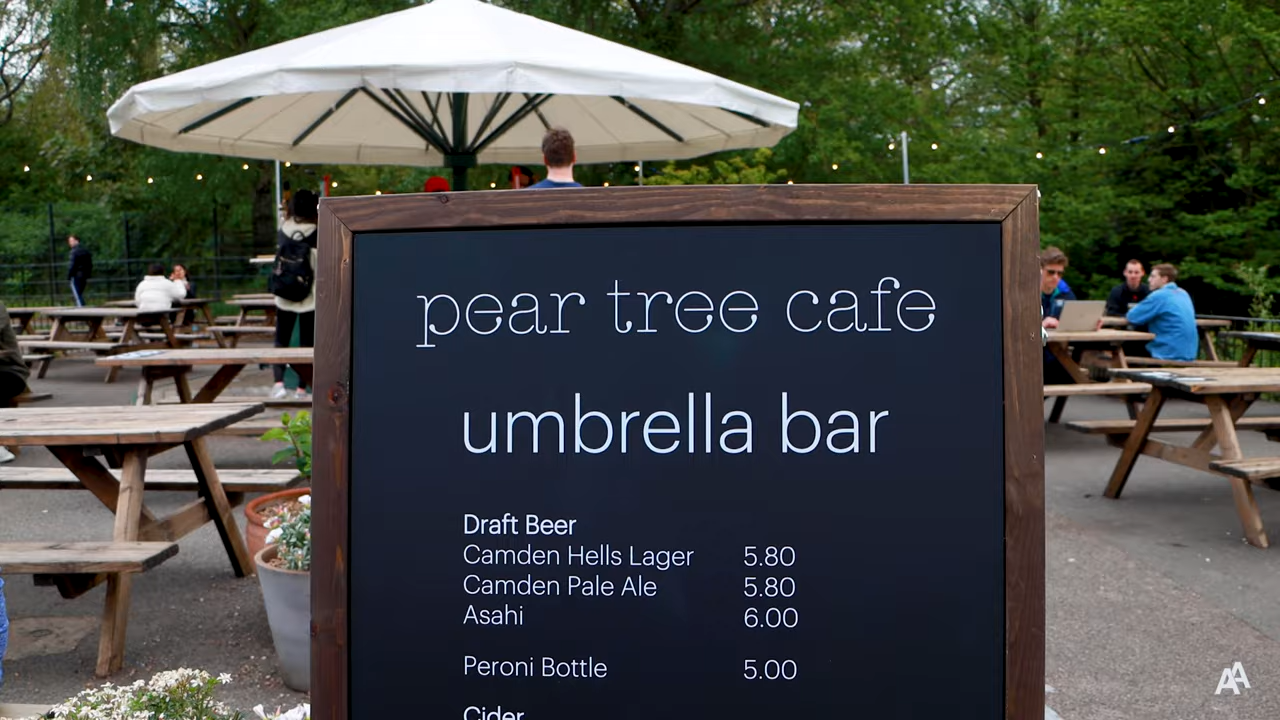 pear tree cafe
umbrella bar
Draft Beer
Camden Hells Lager 5.80
Camden Pale Ale 5.80
Asahi 6.00
Peroni Bottle 5.00
Cider
AA